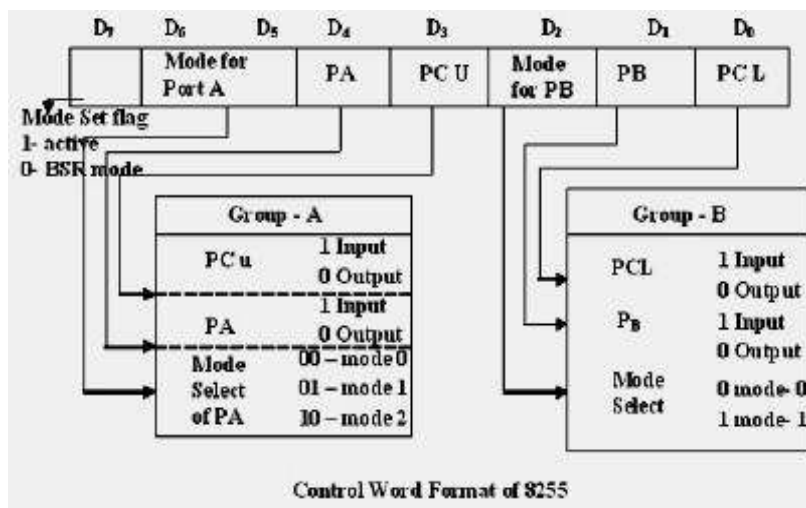 D₇ D₆ D₅ D₄ D₃ D₂ D₁ D₀
Mode for Port A
PA
PC U
Mode for PB
PB
PC L
Mode Set flag
1- active
0- BSR mode
Group - A
PC u
1 Input
0 Output
PA
1 Input
0 Output
Mode Select of PA
00 – mode 0
01 – mode 1
10 – mode 2
Group - B
PCL
1 Input
0 Output
P_B
1 Input
0 Output
Mode Select
0 mode- 0
1 mode- 1
Control Word Format of 8255